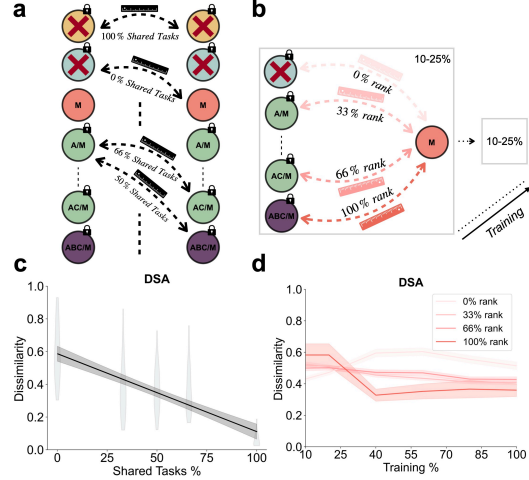 a
100 % Shared Tasks
0 % Shared Tasks
M
M
A/M
A/M
66 % Shared Tasks
50 % Shared Tasks
AC/M
AC/M
ABC/M
ABC/M
b
10-25%
0 % rank
A/M
33 % rank
M
10-25%
66 % rank
AC/M
100 % rank
ABC/M
Training
c
DSA
Dissimilarity
1.0
0.8
0.6
0.4
0.2
0.0
0
25
50
75
100
Shared Tasks %
d
DSA
Dissimilarity
1.0
0.8
0.6
0.4
0.2
0.0
0% rank
33% rank
66% rank
100% rank
10
25
40
55
70
85
100
Training %